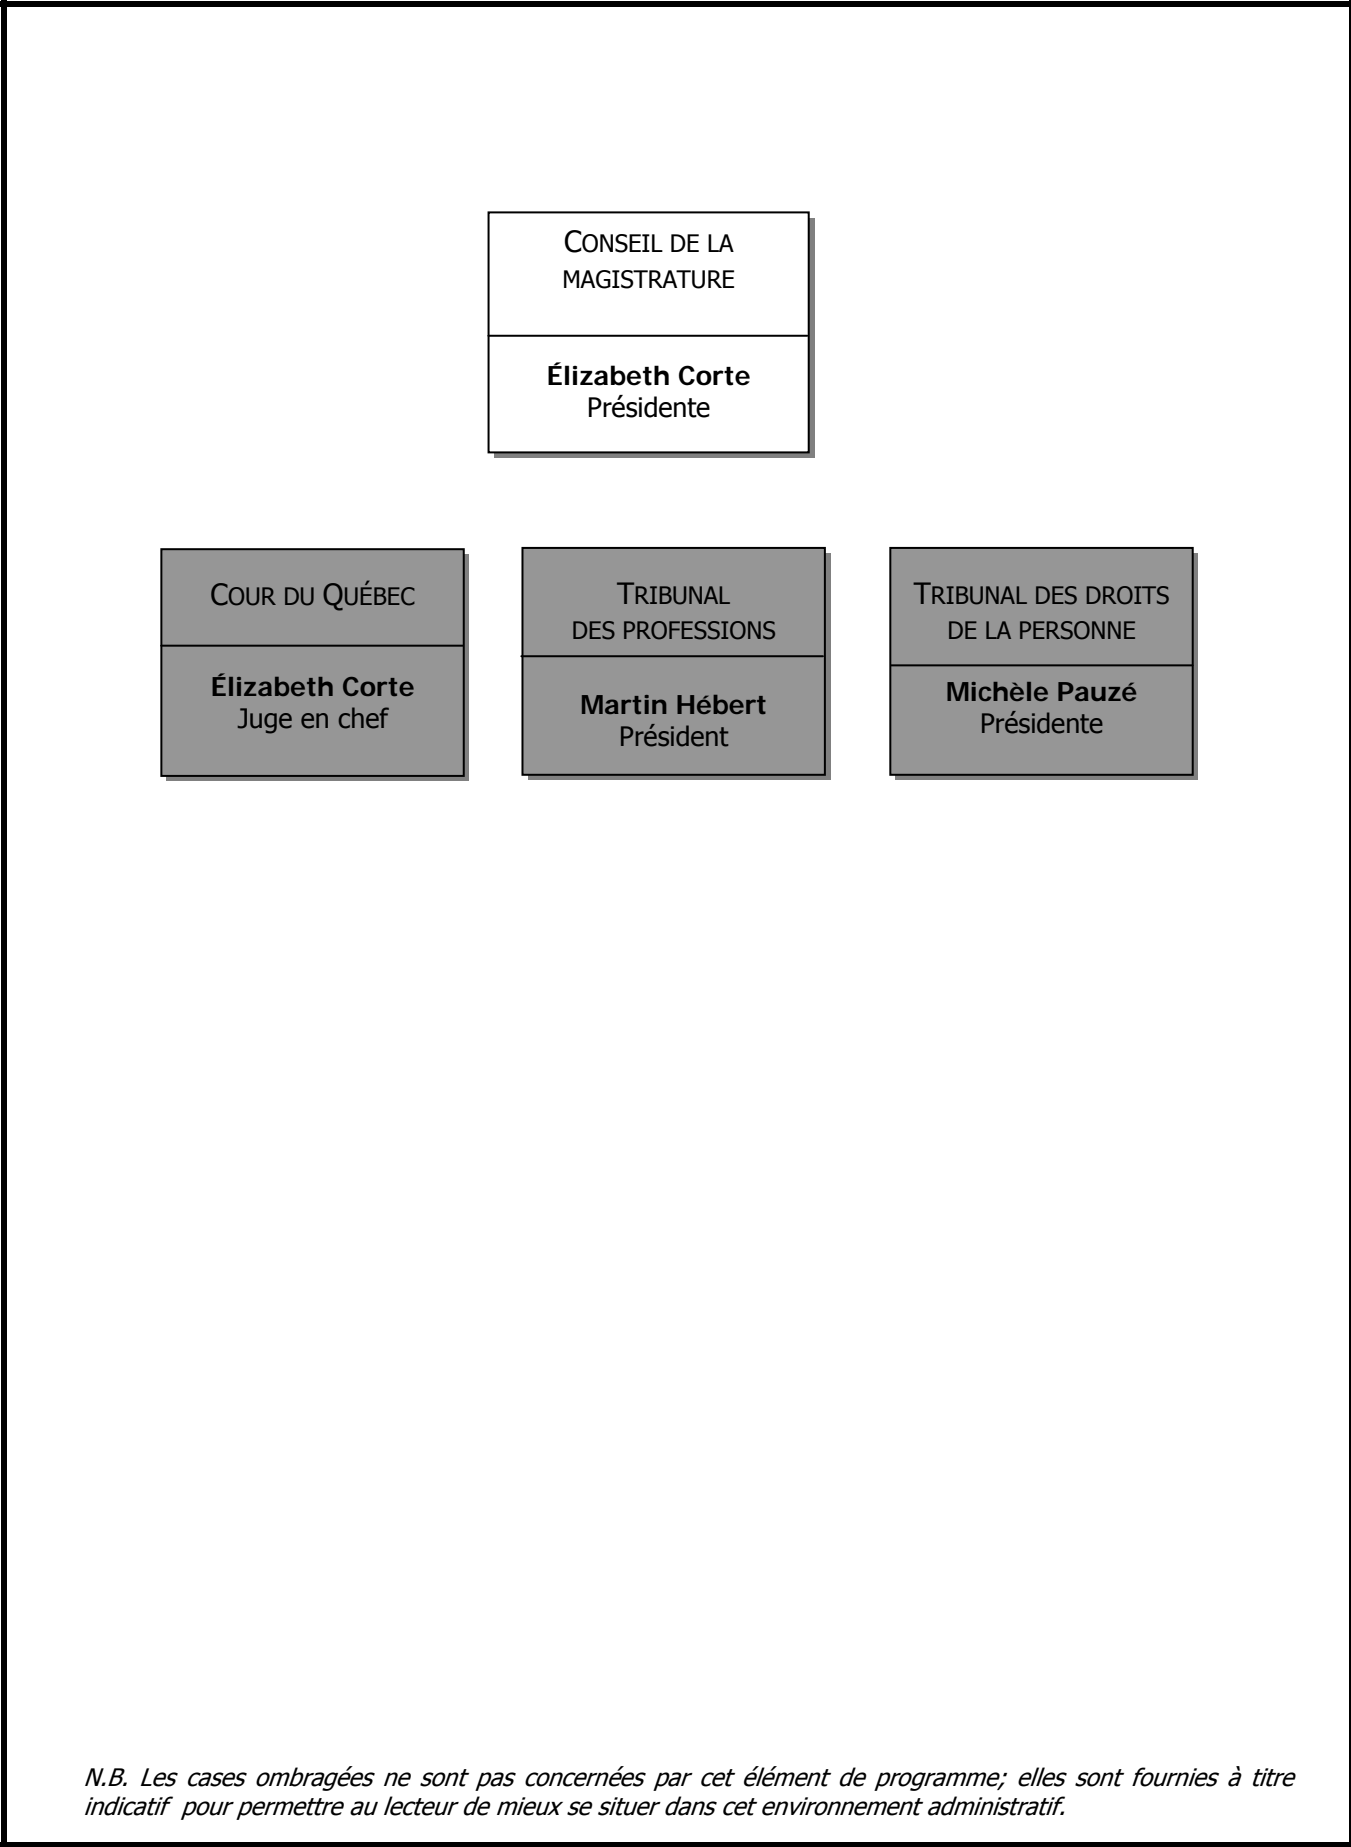 CONSEIL DE LA
MAGISTRATURE
Élizabeth Corte
Présidente
COUR DU QUÉBEC
Élizabeth Corte
Juge en chef
TRIBUNAL
DES PROFESSIONS
Martin Hébert
Président
TRIBUNAL DES DROITS
DE LA PERSONNE
Michèle Pauzé
Présidente
N.B. Les cases ombragées ne sont pas concernées par cet élément de programme; elles sont fournies à titre
indicatif pour permettre au lecteur de mieux se situer dans cet environnement administratif.